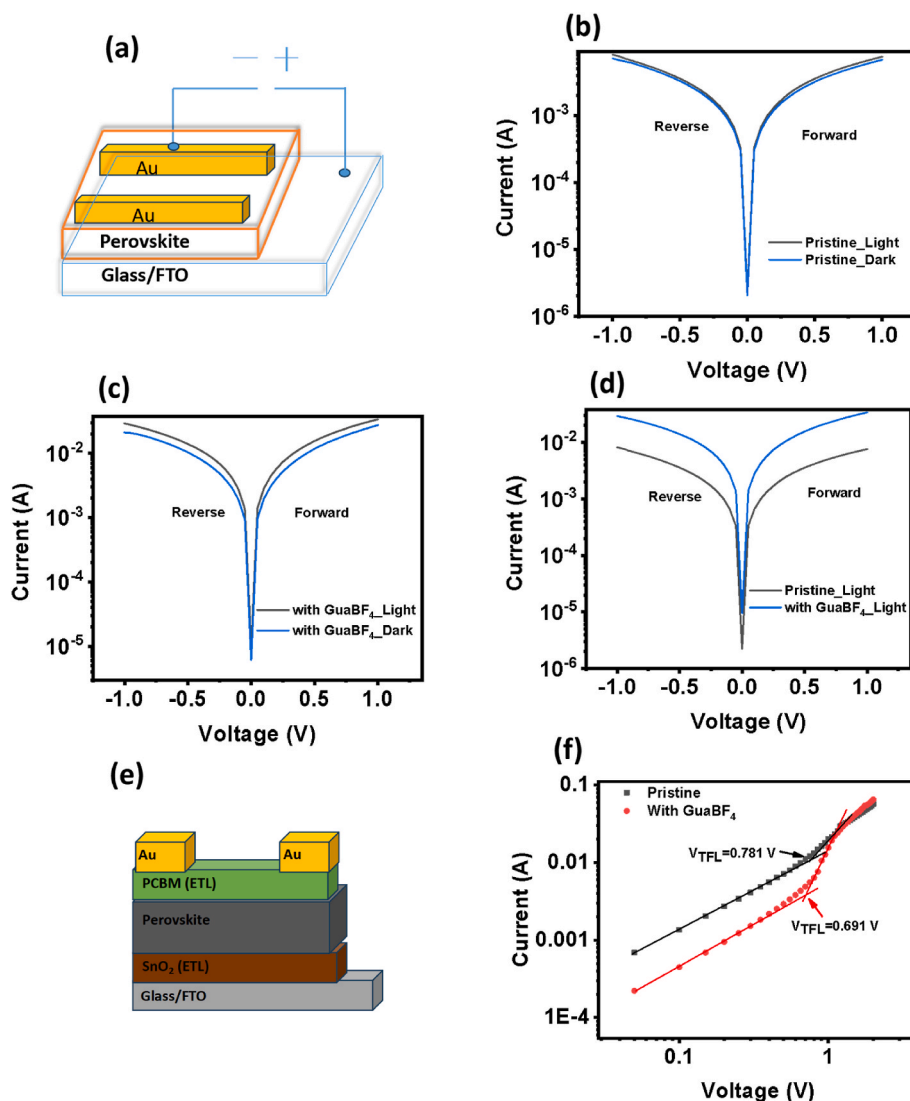 (a)
— +
Au
Au
Perovskite
Glass/FTO
(b)
Current (A)
10⁻³
10⁻⁴
10⁻⁵
10⁻⁶
Reverse
Forward
Pristine_Light
Pristine_Dark
-1.0 -0.5 0.0 0.5 1.0
Voltage (V)
(c)
Current (A)
10⁻²
10⁻³
10⁻⁴
10⁻⁵
Reverse
Forward
with GuaBF₄_Light
with GuaBF₄_Dark
-1.0 -0.5 0.0 0.5 1.0
Voltage (V)
(d)
Current (A)
10⁻²
10⁻³
10⁻⁴
10⁻⁵
10⁻⁶
Reverse
Forward
Pristine_Light
with GuaBF₄_Light
-1.0 -0.5 0.0 0.5 1.0
Voltage (V)
(e)
Au
Au
PCBM (ETL)
Perovskite
SnO₂ (ETL)
Glass/FTO
(f)
Current (A)
0.1
0.01
0.001
1E-4
Pristine
With GuaBF₄
V_TFL=0.781 V
V_TFL=0.691 V
0.1 1
Voltage (V)